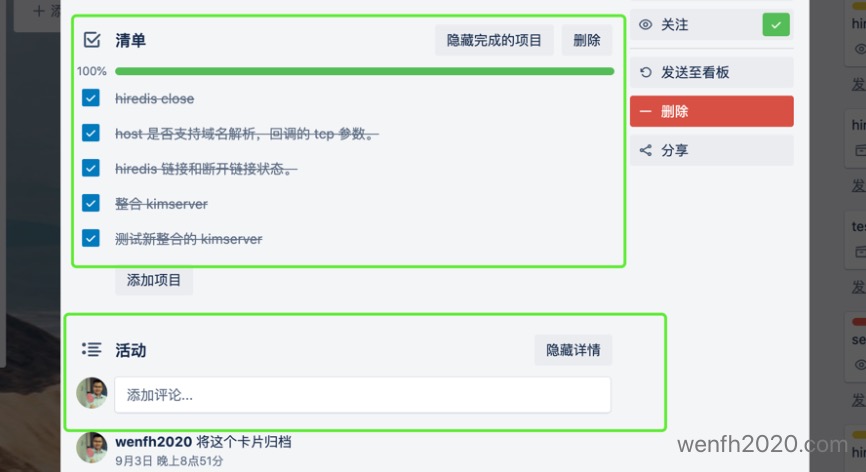 + 添
清单
隐藏完成的项目
删除
100%
hiredis close
host 是否支持域名解析，回调的 tcp 参数。
hiredis 链接和断开链接状态。
整合 kimserver
测试新整合的 kimserver
添加项目
活动
隐藏详情
添加评论...
wenfh2020 将这个卡片归档
9月3日 晚上8点51分
关注
发送至看板
删除
分享
hire
发
hir
发
tes
发
se
发
hi
wenfh2020.com